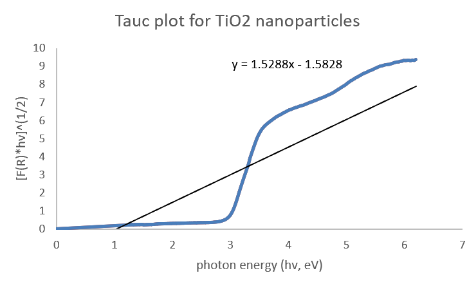 Tauc plot for TiO2 nanoparticles
y = 1.5288x - 1.5828
[F(R)*hv]^(1/2)
10
9
8
7
6
5
4
3
2
1
0
0 1 2 3 4 5 6 7
photon energy (hv, eV)